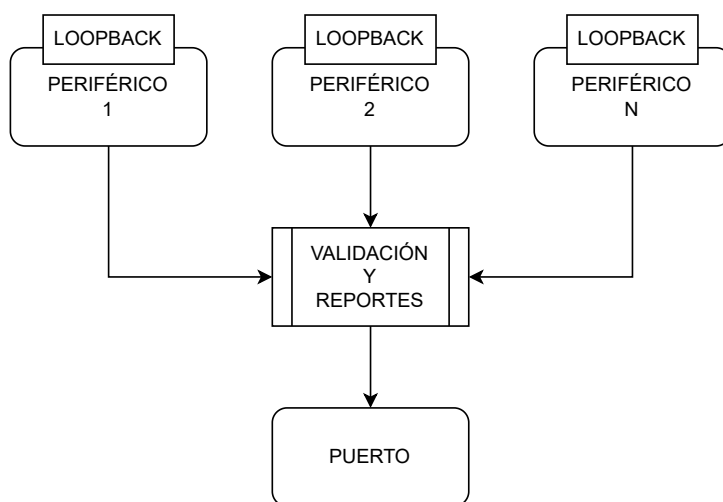 LOOPBACK
PERIFÉRICO
1
LOOPBACK
PERIFÉRICO
2
LOOPBACK
PERIFÉRICO
N
VALIDACIÓN
Y
REPORTES
PUERTO